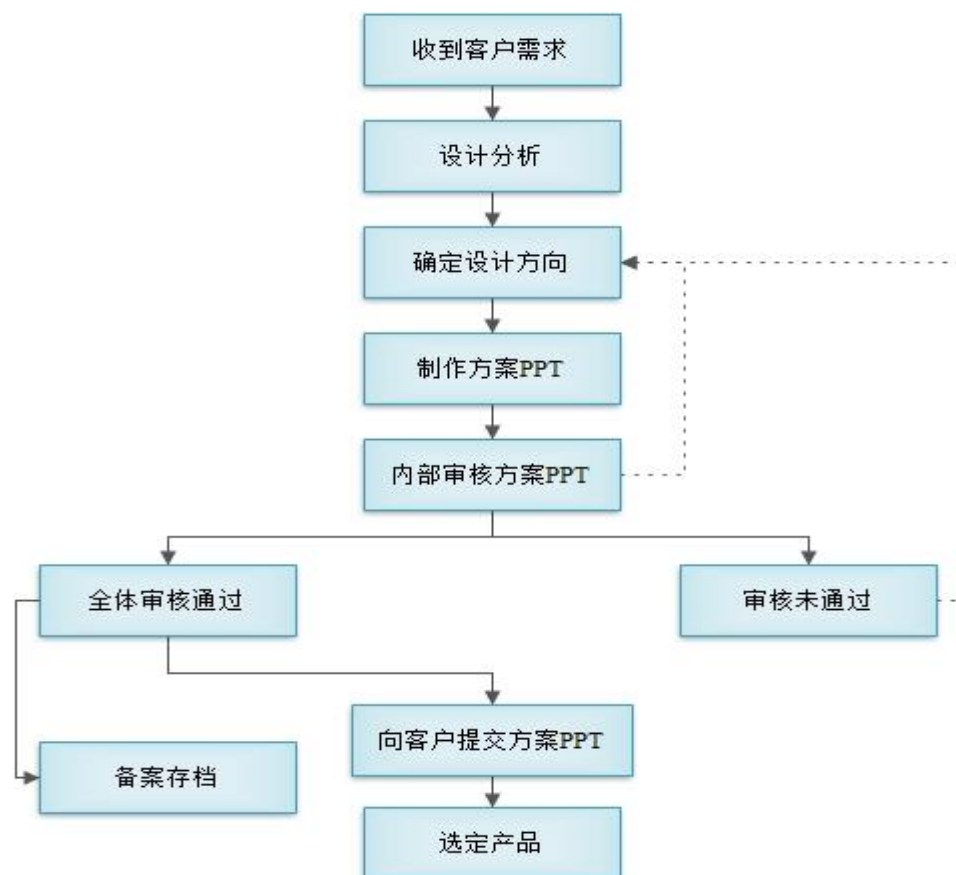 收到客户需求
设计分析
确定设计方向
制作方案PPT
内部审核方案PPT
全体审核通过
审核未通过
向客户提交方案PPT
备案存档
选定产品